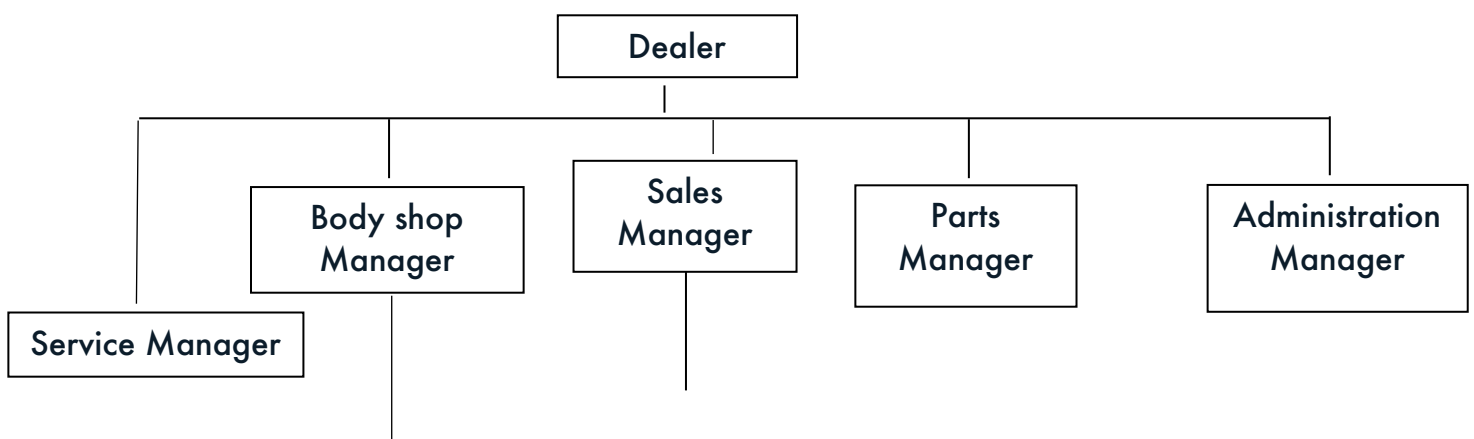 Dealer
Body shop
Manager
Sales
Manager
Parts
Manager
Administration
Manager
Service Manager